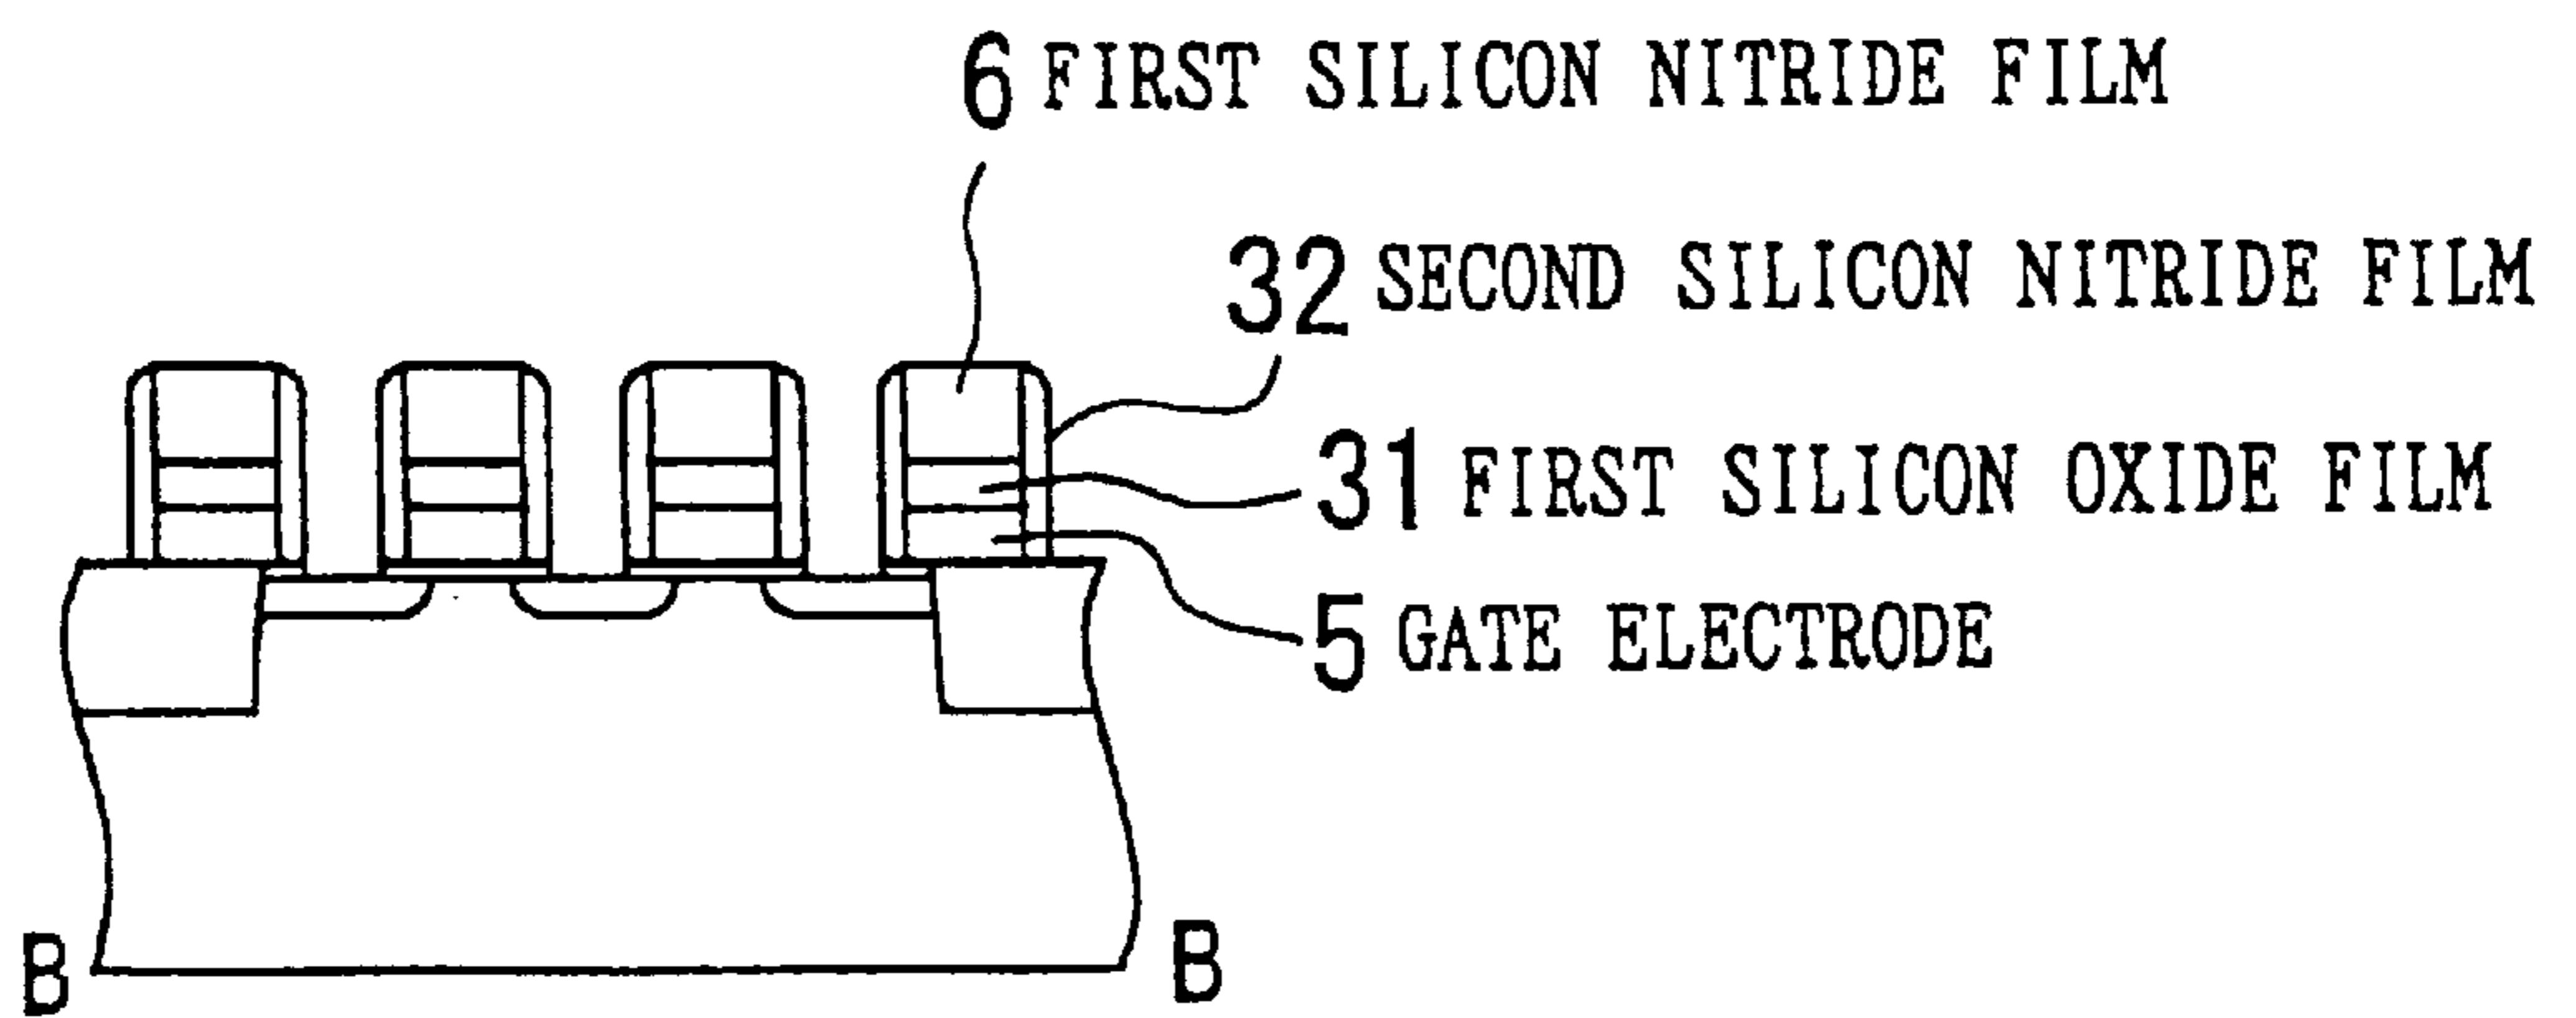 6 FIRST SILICON NITRIDE FILM
32 SECOND SILICON NITRIDE FILM
31 FIRST SILICON OXIDE FILM
5 GATE ELECTRODE
B B